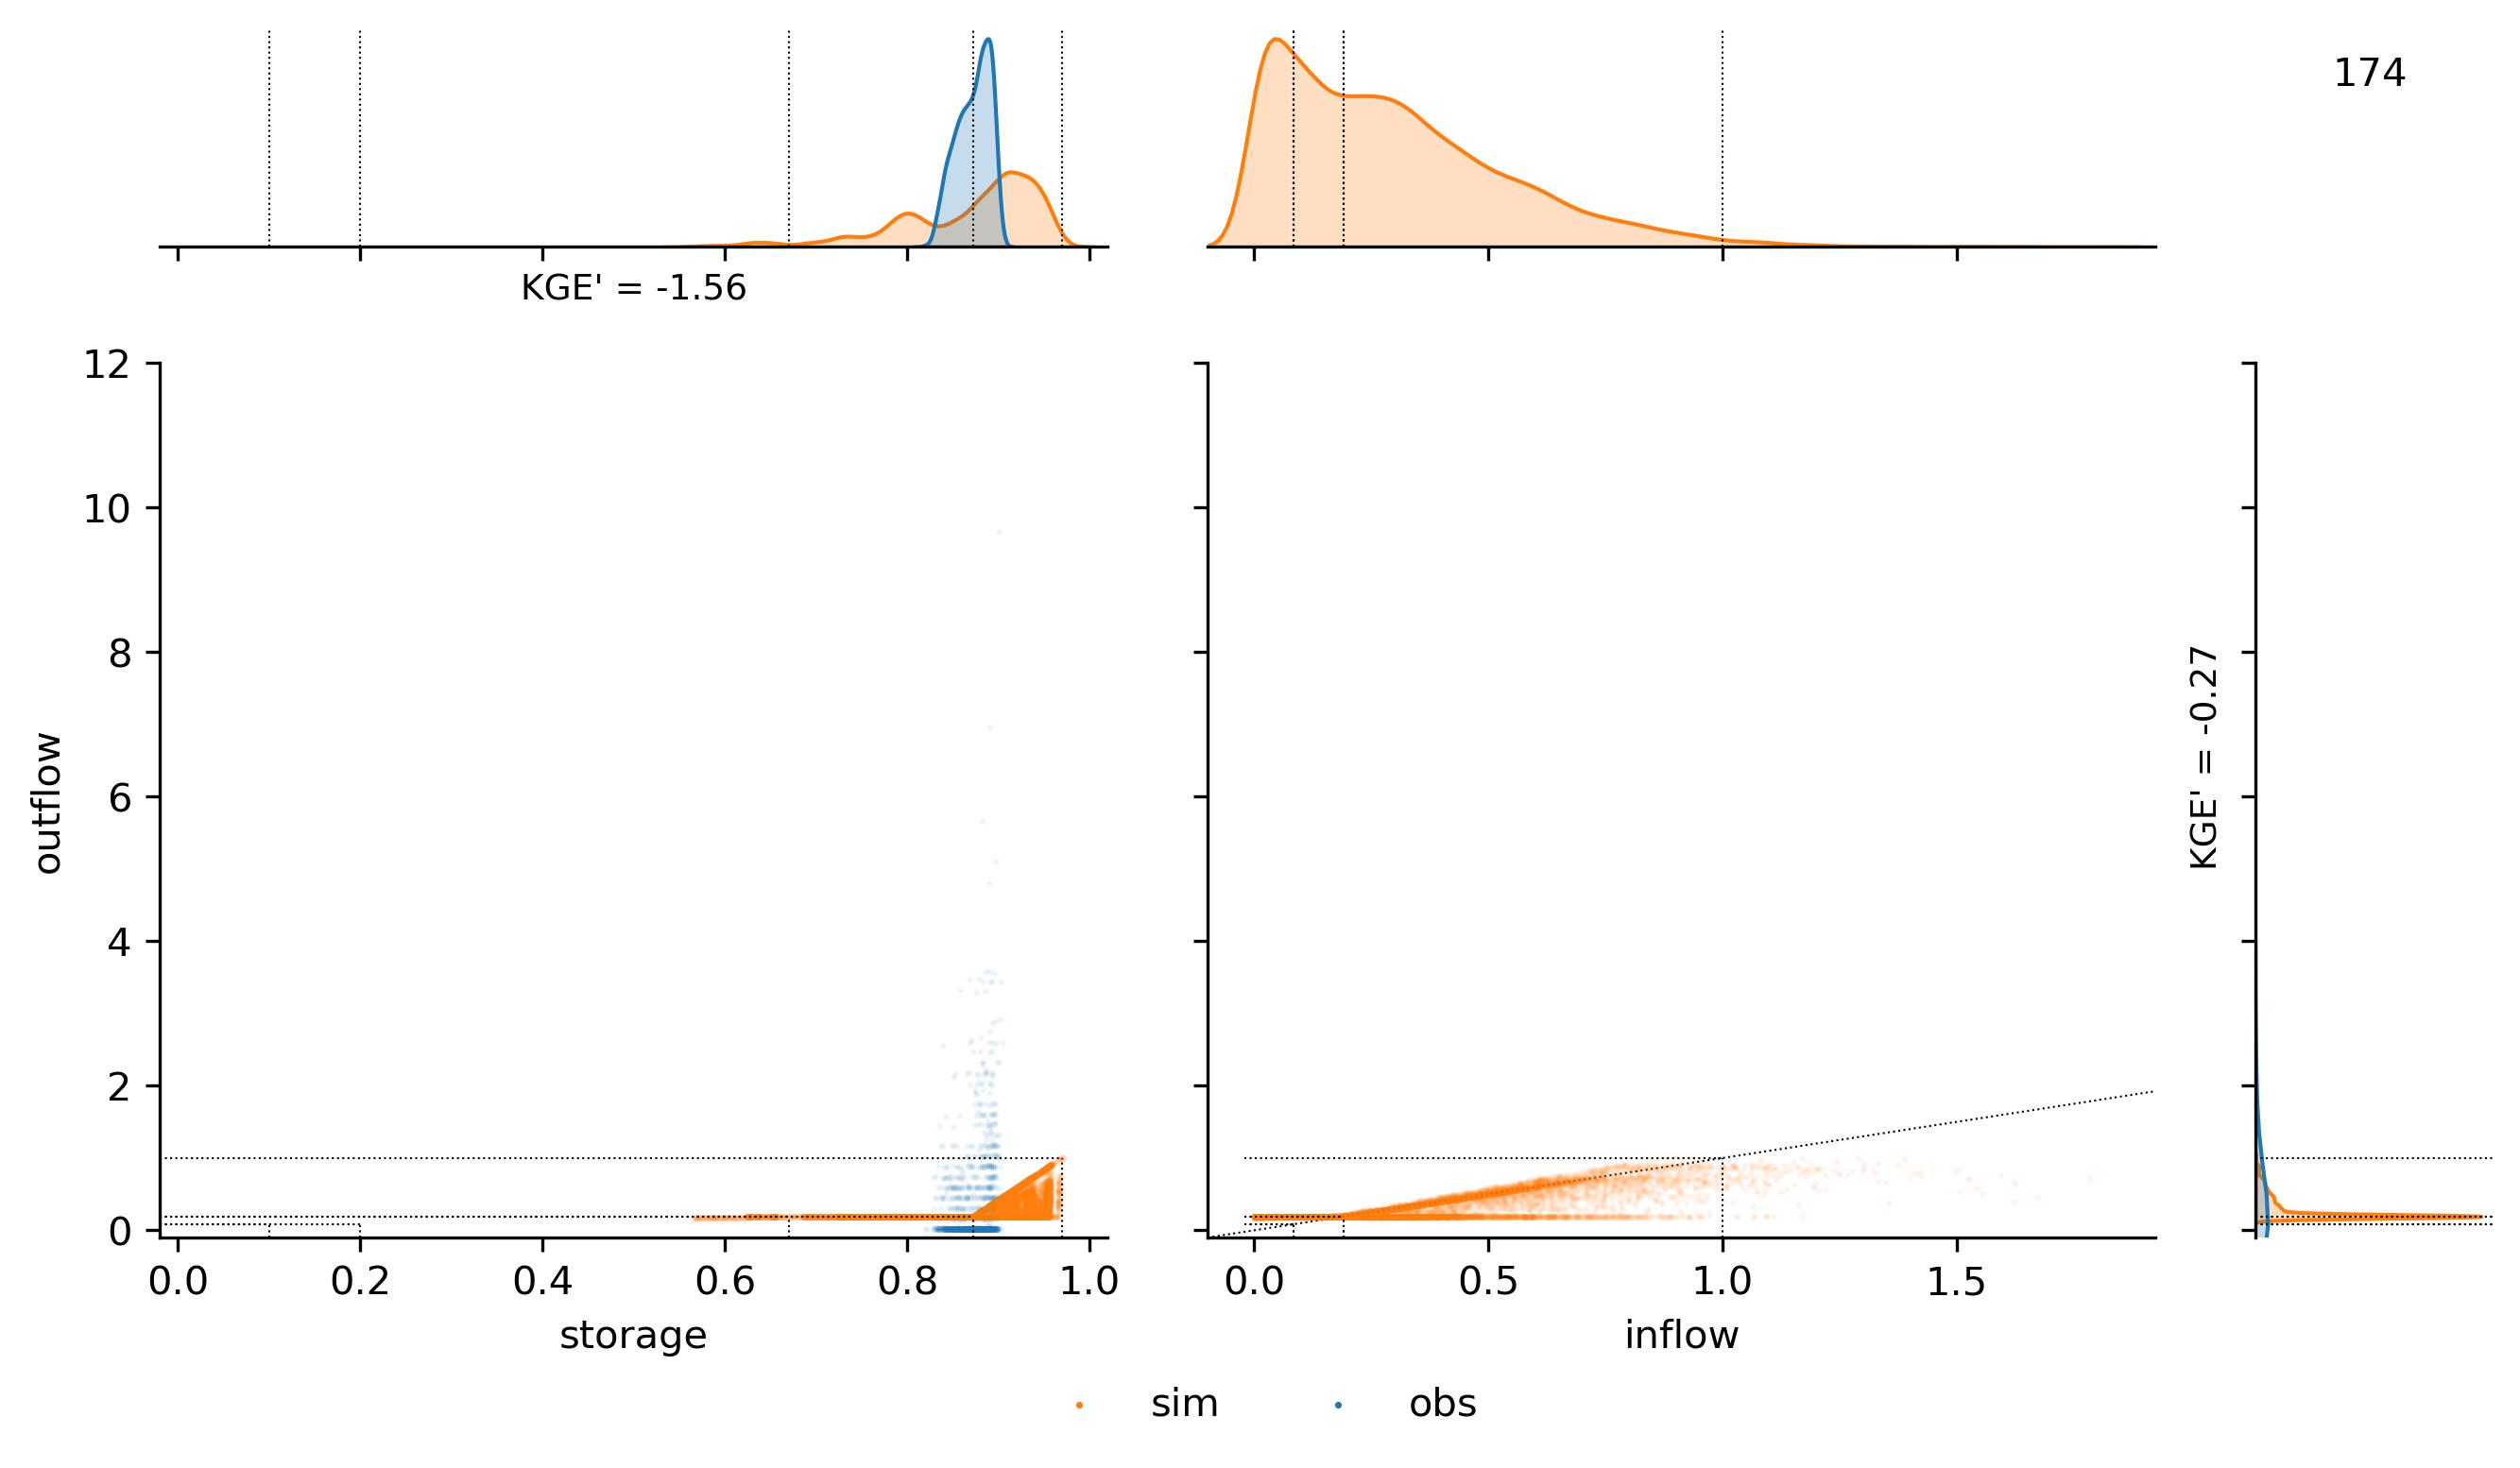 174
KGE' = -1.56
12
10
8
6
4
2
0
outflow
0.0 0.2 0.4 0.6 0.8 1.0
storage
0.0 0.5 1.0 1.5
inflow
KGE' = -0.27
sim obs